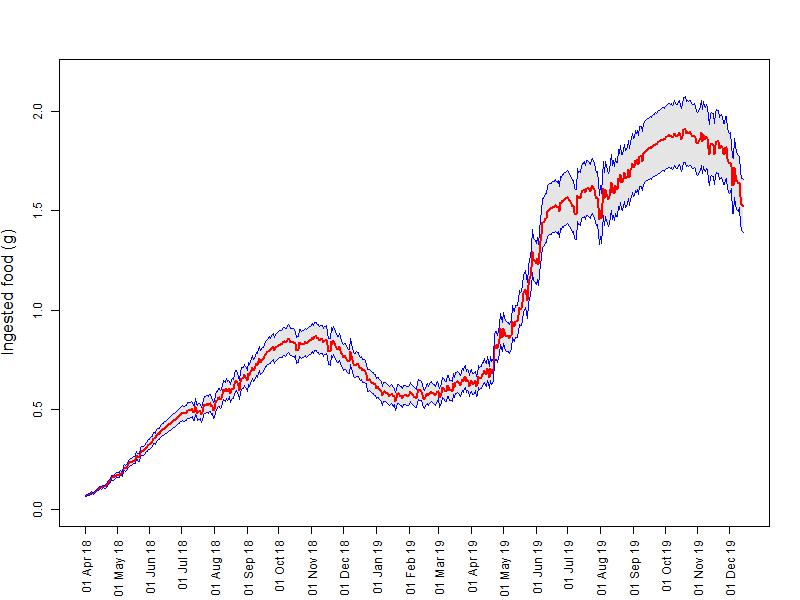 Ingested food (g)
2.0
1.5
1.0
0.5
0.0
01 Apr 18
01 May 18
01 Jun 18
01 Jul 18
01 Aug 18
01 Sep 18
01 Oct 18
01 Nov 18
01 Dec 18
01 Jan 19
01 Feb 19
01 Mar 19
01 Apr 19
01 May 19
01 Jun 19
01 Jul 19
01 Aug 19
01 Sep 19
01 Oct 19
01 Nov 19
01 Dec 19